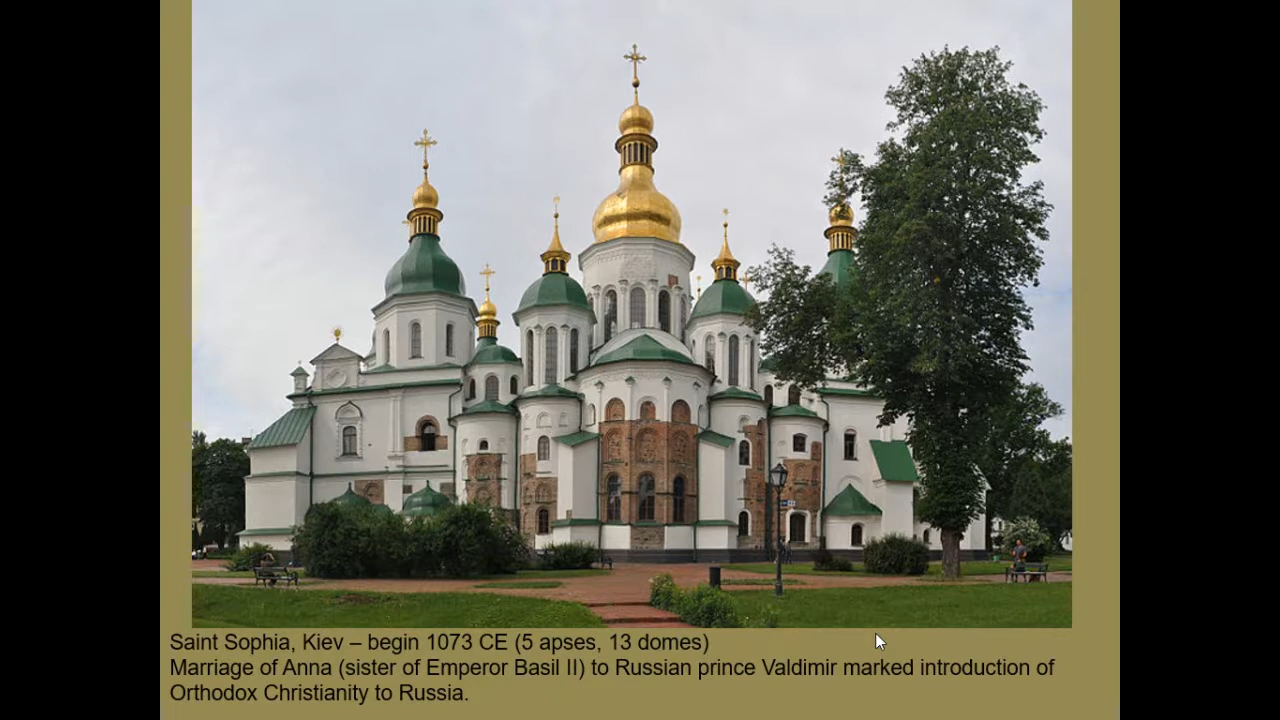 Saint Sophia, Kiev – begin 1073 CE (5 apses, 13 domes)
Marriage of Anna (sister of Emperor Basil II) to Russian prince Valdimir marked introduction of
Orthodox Christianity to Russia.